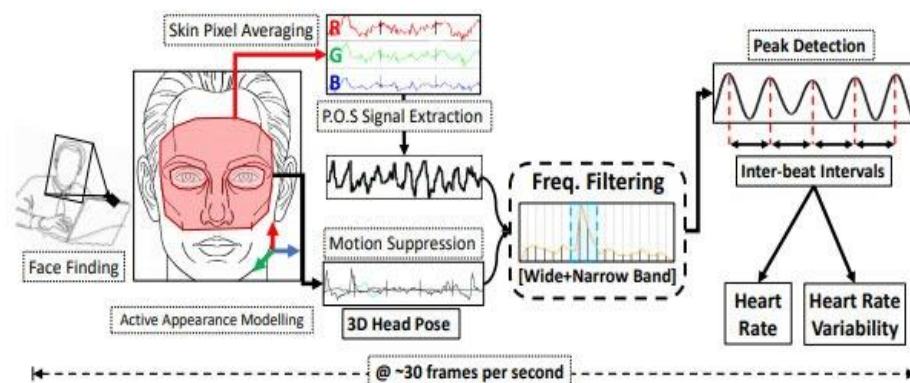 Skin Pixel Averaging
R
G
B
P.O.S Signal Extraction
Face Finding
Active Appearance Modelling
Motion Suppression
3D Head Pose
Freq. Filtering
[Wide+Narrow Band]
Peak Detection
Inter-beat Intervals
Heart
Rate
Heart Rate
Variability
@ ~30 frames per second